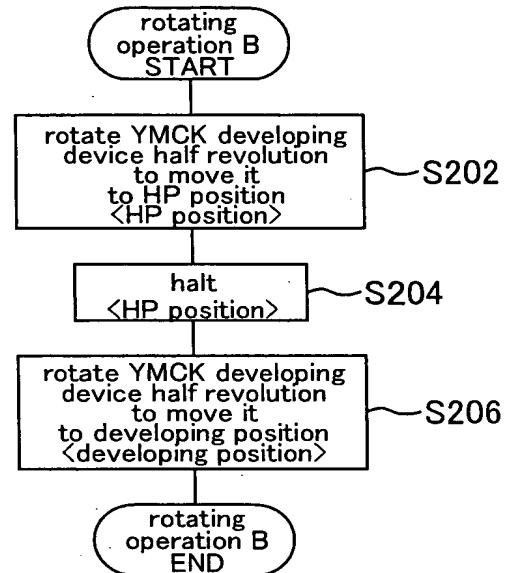 rotating
operation B
START
rotate YMCK developing
device half revolution
to move it
to HP position
<HP position>
S202
halt
<HP position>
S204
rotate YMCK developing
device half revolution
to move it
to developing position
<developing position>
S206
rotating
operation B
END